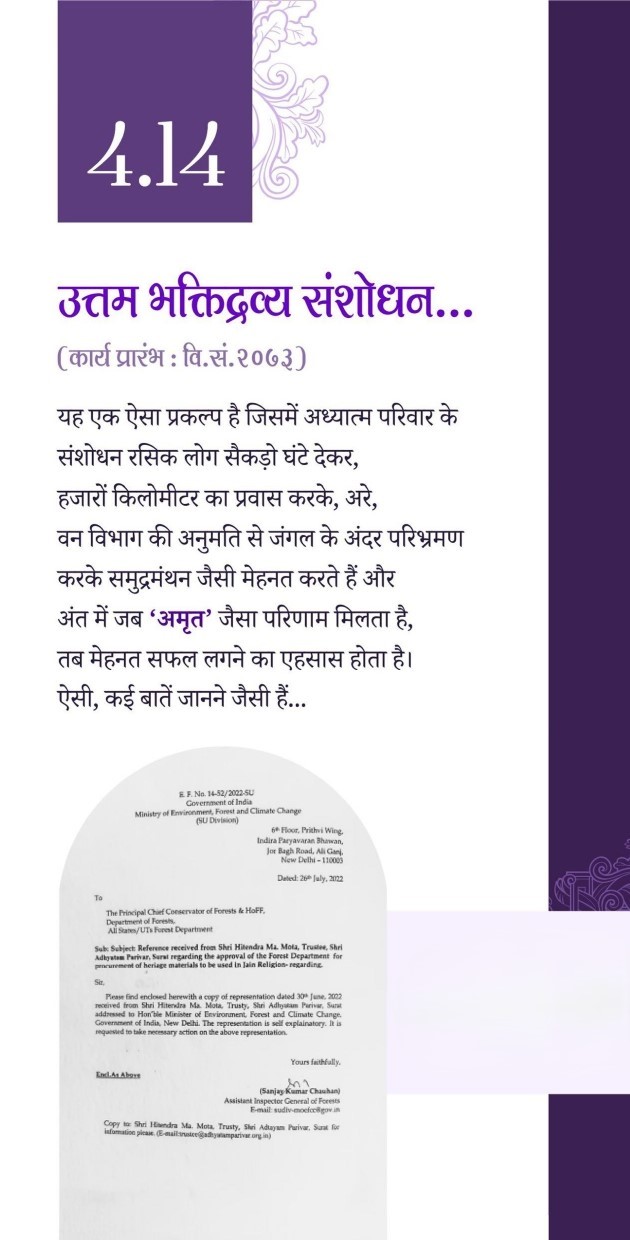 4.14
उत्तम भक्तिद्रव्य संशोधन...
(कार्य प्रारंभ : वि.सं.२०७३)
यह एक ऐसा प्रकल्प है जिसमें अध्यात्म परिवार के
संशोधन रसिक लोग सैकड़ो घंटे देकर,
हजारों किलोमीटर का प्रवास करके, अरे,
वन विभाग की अनुमति से जंगल के अंदर परिभ्रमण
करके समुद्रमंथन जैसी मेहनत करते हैं और
अंत में जब ‘अमृत’ जैसा परिणाम मिलता है,
तब मेहनत सफल लगने का एहसास होता है।
ऐसी, कई बातें जानने जैसी हैं...
E. F. No. 14-52/2022-SU
Government of India
Ministry of Environment, Forest and Climate Change
(SU Division)
6th Floor, Prithvi Wing,
Indira Paryavaran Bhawan,
Jor Bagh Road, Ali Ganj,
New Delhi – 110003
Dated: 26th July, 2022
To
The Principal Chief Conservator of Forests & HoFF,
Department of Forests,
All States/UTs Forest Department
Sub: Subject: Reference received from Shri Hitendra Ma. Mota, Trustee, Shri
Adhyatam Parivar, Surat regarding the approval of the Forest Department for
procurement of heriage materials to be used in Jain Religion- regarding.
Sir,
Please find enclosed herewith a copy of representation dated 30th June, 2022
received from Shri Hitendra Ma. Mota, Trusty, Shri Adhyatam Parivar, Surat
addressed to Hon'ble Minister of Environment, Forest and Climate Change,
Government of India, New Delhi. The representation is self explainatory. It is
requested to take necessary action on the above representation.
Yours faithfully,
Encl.As Above
(Sanjay Kumar Chauhan)
Assistant Inspector General of Forests
E-mail: sudiv-moefcc@gov.in
Copy to: Shri Hitendra Ma. Mota, Trusty, Shri Adhayam Parivar, Surat for
information please. (E-mail:trustee@adhyatamparivar.org.in)